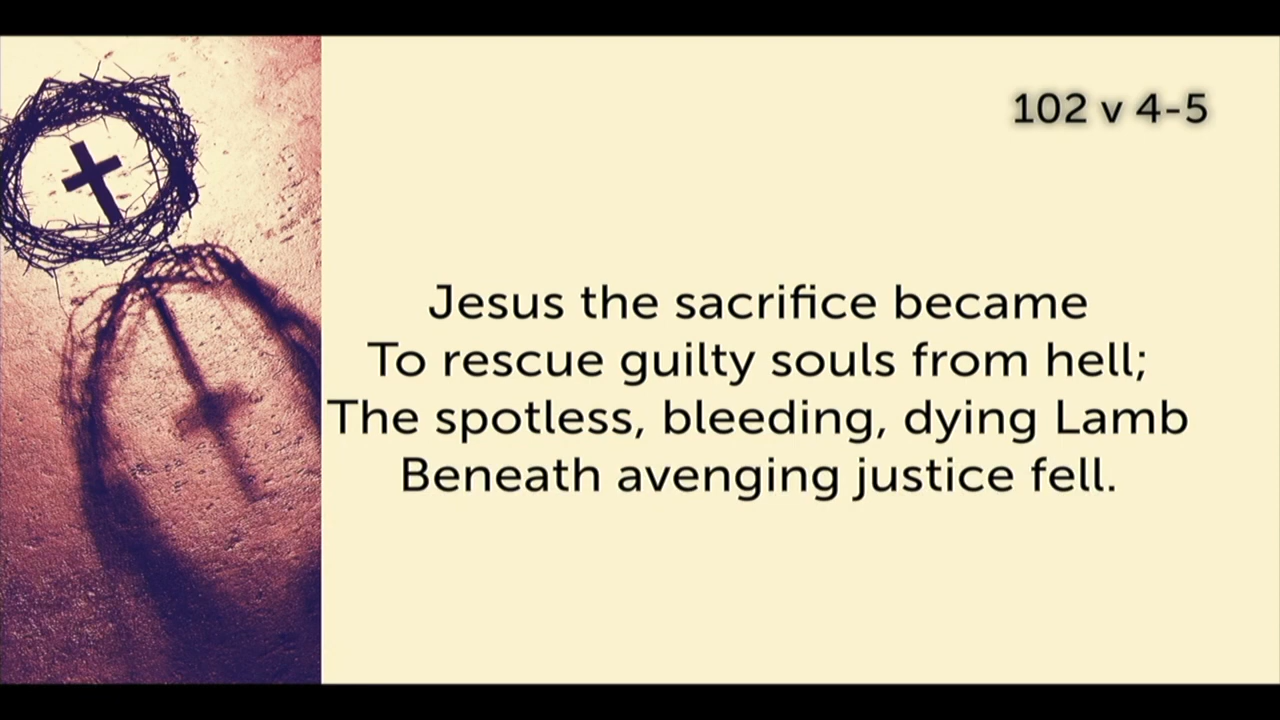 102 v 4-5
Jesus the sacrifice became
To rescue guilty souls from hell;
The spotless, bleeding, dying Lamb
Beneath avenging justice fell.